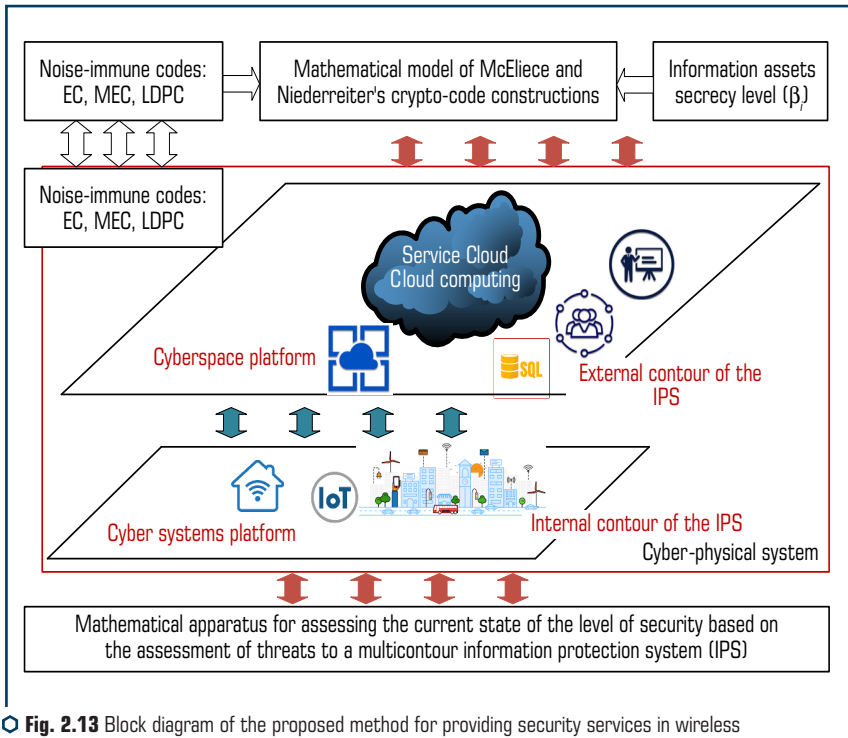 Noise-immune codes:
EC, MEC, LDPC
Mathematical model of McEliece and
Niederreiter's crypto-code constructions
Information assets
secrecy level (βi)
Noise-immune codes:
EC, MEC, LDPC
Service Cloud
Cloud computing
Cyberspace platform
SQL
External contour of the
IPS
IoT
Cyber systems platform
Internal contour of the IPS
Cyber-physical system
Mathematical apparatus for assessing the current state of the level of security based on
the assessment of threats to a multicontour information protection system (IPS)
Fig. 2.13 Block diagram of the proposed method for providing security services in wireless